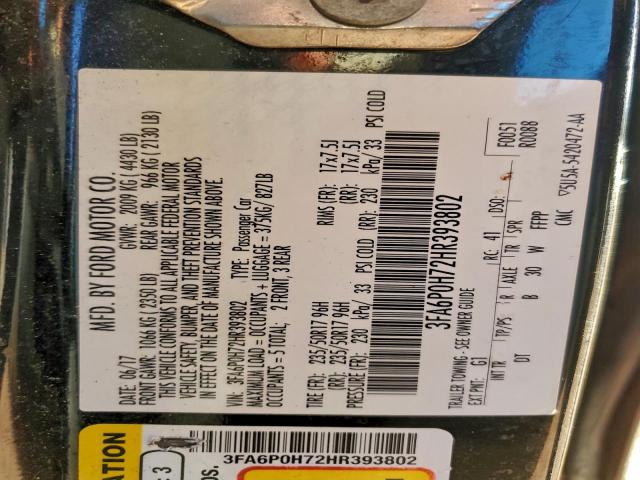 MFD. BY FORD MOTOR CO.
DATE: 06/17 GVWR: 2009 KG (4430 LB)
FRONT GAWR: 1066 KG (2350 LB) REAR GAWR: 966 KG (2130 LB)
THIS VEHICLE CONFORMS TO ALL APPLICABLE FEDERAL MOTOR
VEHICLE SAFETY, BUMPER, AND THEFT PREVENTION STANDARDS
IN EFFECT ON THE DATE OF MANUFACTURE SHOWN ABOVE.
VIN: 3FA6P0H72HR393802 TYPE: Passenger Car
MAXIMUM LOAD = OCCUPANTS + LUGGAGE = 375KG/ 827LB
OCCUPANTS = 5 TOTAL; 2 FRONT, 3 REAR
TIRE (FR): 235/50R17 96H RIMS (FR): 17x7.5J
(RR): 235/50R17 96H (RR): 17x7.5J
PRESSURE (FR): 230 kPa/ 33 PSI COLD (RR): 230 kPa/ 33 PSI COLD
3FA6P0H72HR393802
TRAILER TOWING - SEE OWNER GUIDE F0051
EXT PNT: G1 RC: 41 DSO: R0088
INT TR TP/PS R AXLE TR SPR
DT B 30 W FFPP
CNC ▽5U5A-5420472-AA
ATION
: 3
os.
3FA6P0H72HR393802